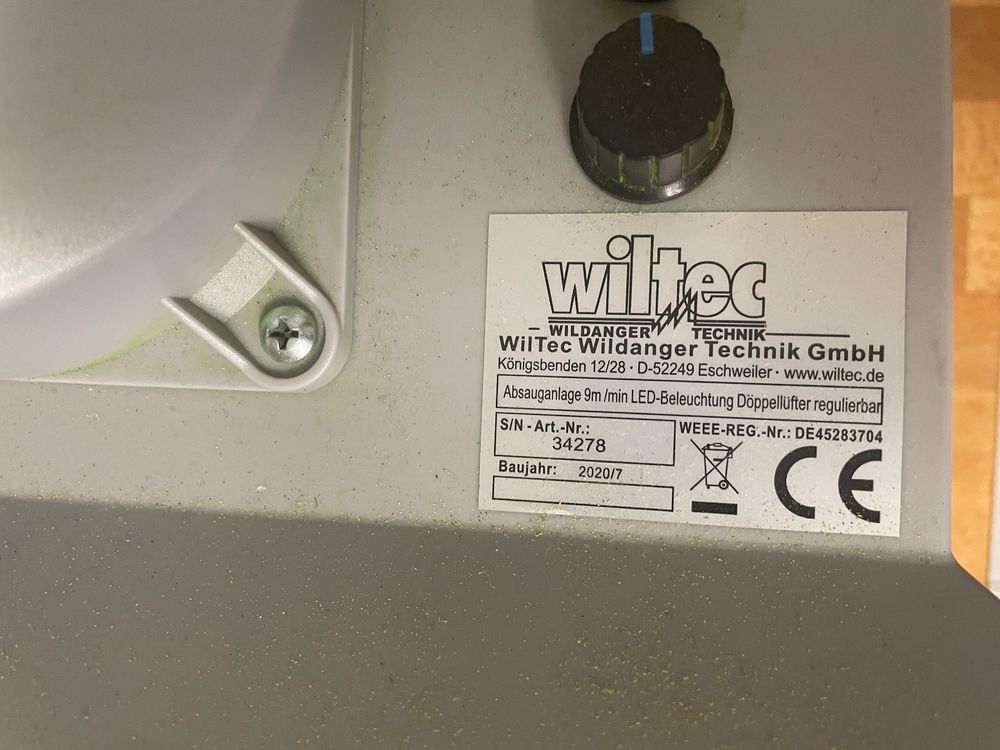 wiltec
WILDANGER TECHNIK
WilTec Wildanger Technik GmbH
Königsbenden 12/28 · D-52249 Eschweiler · www.wiltec.de
Absauganlage 9m /min LED-Beleuchtung Döppellüfter regulierbar
S/N - Art.-Nr.:
34278
WEEE-REG.-Nr.: DE45283704
Baujahr: 2020/7
CE